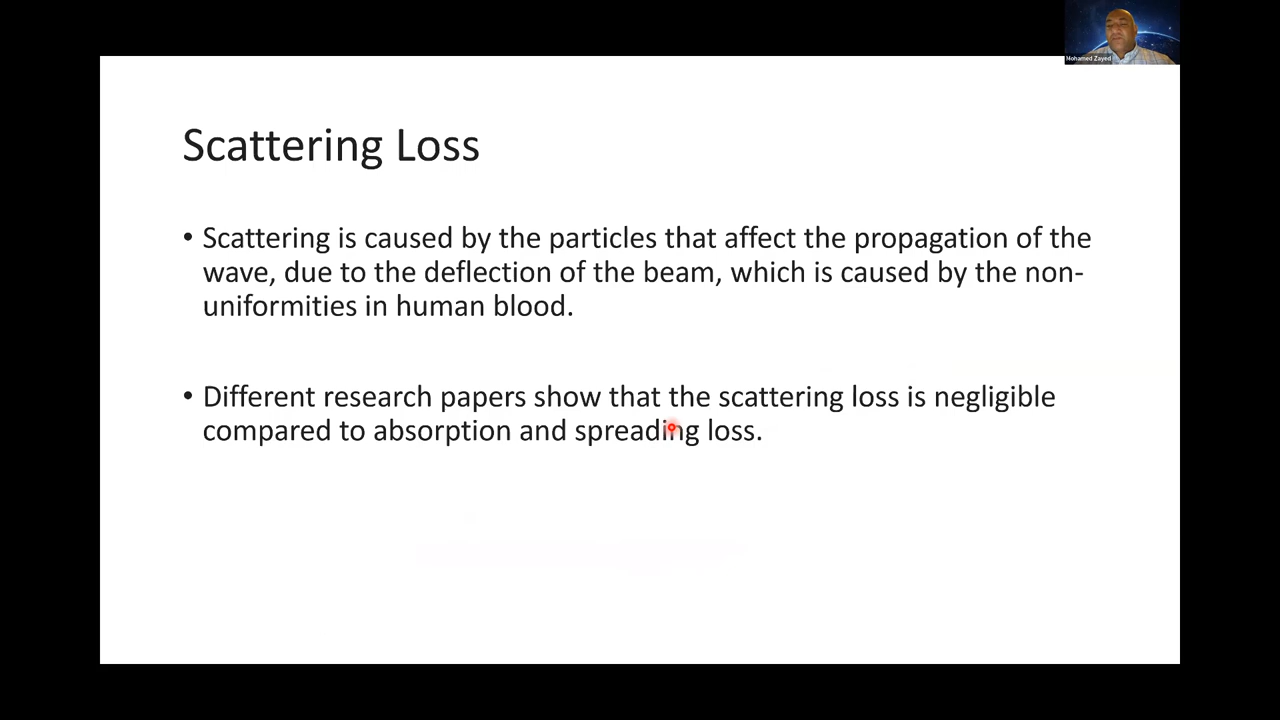 Mohamed Zayed
Scattering Loss
• Scattering is caused by the particles that affect the propagation of the
wave, due to the deflection of the beam, which is caused by the non-
uniformities in human blood.
• Different research papers show that the scattering loss is negligible
compared to absorption and spreading loss.